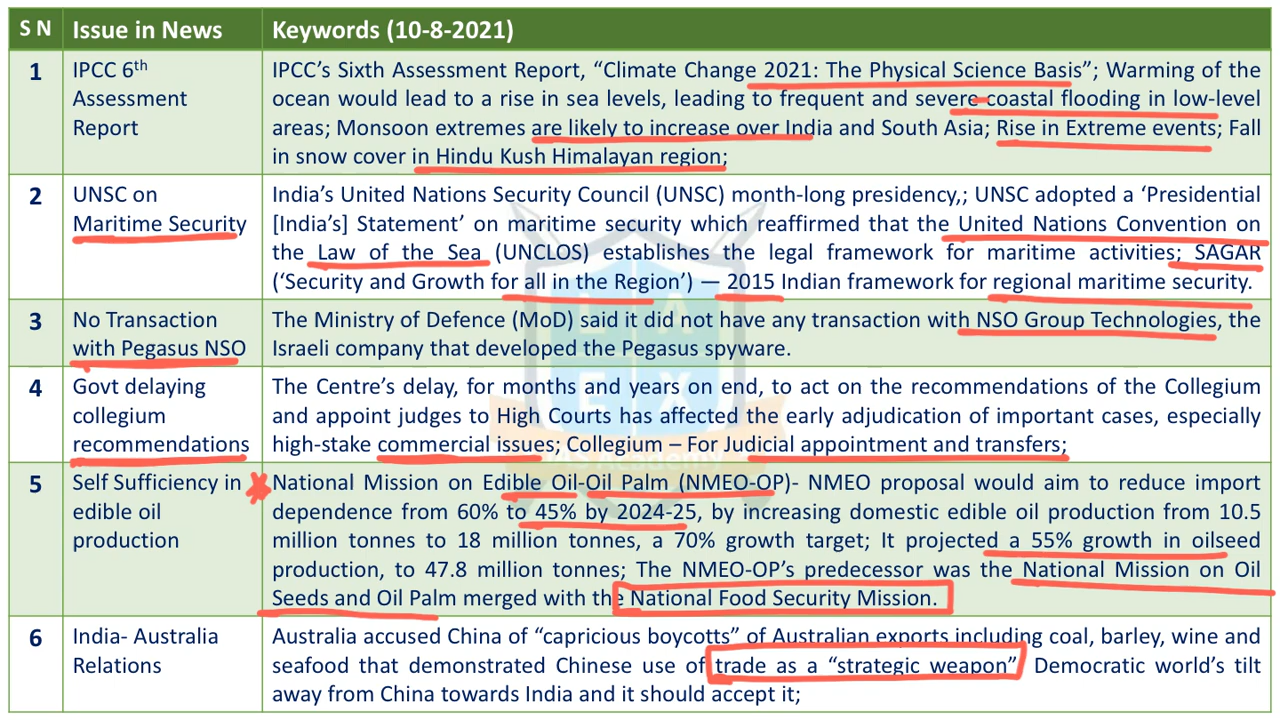 S N Issue in News Keywords (10-8-2021)
1 IPCC 6th IPCC’s Sixth Assessment Report, “Climate Change 2021: The Physical Science Basis”; Warming of the
Assessment ocean would lead to a rise in sea levels, leading to frequent and severe coastal flooding in low-level
Report areas; Monsoon extremes are likely to increase over India and South Asia; Rise in Extreme events; Fall
in snow cover in Hindu Kush Himalayan region;
2 UNSC on India’s United Nations Security Council (UNSC) month-long presidency,; UNSC adopted a ‘Presidential
Maritime Security [India’s] Statement’ on maritime security which reaffirmed that the United Nations Convention on
the Law of the Sea (UNCLOS) establishes the legal framework for maritime activities; SAGAR
(‘Security and Growth for all in the Region’) — 2015 Indian framework for regional maritime security.
3 No Transaction The Ministry of Defence (MoD) said it did not have any transaction with NSO Group Technologies, the
with Pegasus NSO Israeli company that developed the Pegasus spyware.
4 Govt delaying The Centre’s delay, for months and years on end, to act on the recommendations of the Collegium
collegium and appoint judges to High Courts has affected the early adjudication of important cases, especially
recommendations high-stake commercial issues; Collegium – For Judicial appointment and transfers;
5 Self Sufficiency in National Mission on Edible Oil-Oil Palm (NMEO-OP)- NMEO proposal would aim to reduce import
edible oil dependence from 60% to 45% by 2024-25, by increasing domestic edible oil production from 10.5
production million tonnes to 18 million tonnes, a 70% growth target; It projected a 55% growth in oilseed
production, to 47.8 million tonnes; The NMEO-OP’s predecessor was the National Mission on Oil
Seeds and Oil Palm merged with the National Food Security Mission.
6 India- Australia Australia accused China of “capricious boycotts” of Australian exports including coal, barley, wine and
Relations seafood that demonstrated Chinese use of trade as a “strategic weapon” Democratic world’s tilt
away from China towards India and it should accept it;